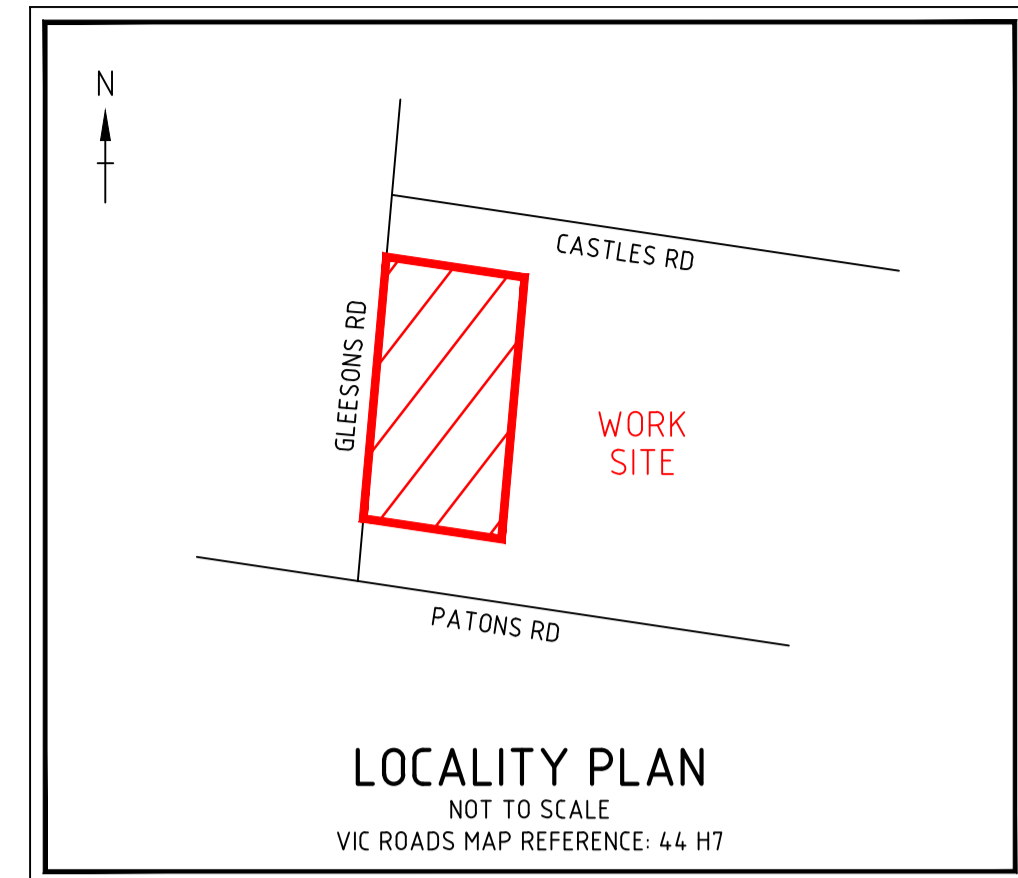 N
CASTLES RD
GLEESONS RD
WORK
SITE
PATONS RD
LOCALITY PLAN
NOT TO SCALE
VIC ROADS MAP REFERENCE: 44 H7